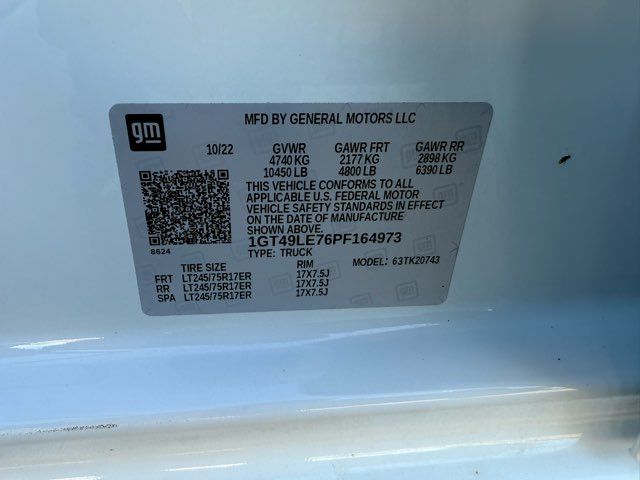 MFD BY GENERAL MOTORS LLC
gm
10/22 GVWR GAWR FRT GAWR RR
4740 KG 2177 KG 2898 KG
10450 LB 4800 LB 6390 LB
THIS VEHICLE CONFORMS TO ALL
APPLICABLE U.S. FEDERAL MOTOR
VEHICLE SAFETY STANDARDS IN EFFECT
ON THE DATE OF MANUFACTURE
SHOWN ABOVE.
1GT49LE76PF164973
8624
TYPE: TRUCK
MODEL: 63TK20743
TIRE SIZE RIM
FRT LT245/75R17ER 17X7.5J
RR LT245/75R17ER 17X7.5J
SPA LT245/75R17ER 17X7.5J